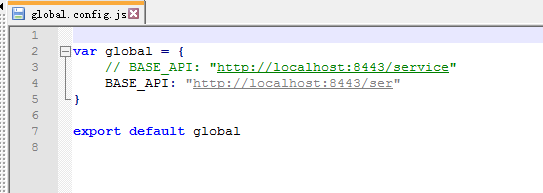 global.config.js
1
2 var global = {
3 // BASE_API: "http://localhost:8443/service"
4 BASE_API: "http://localhost:8443/ser"
5 }
6
7 export default global
8